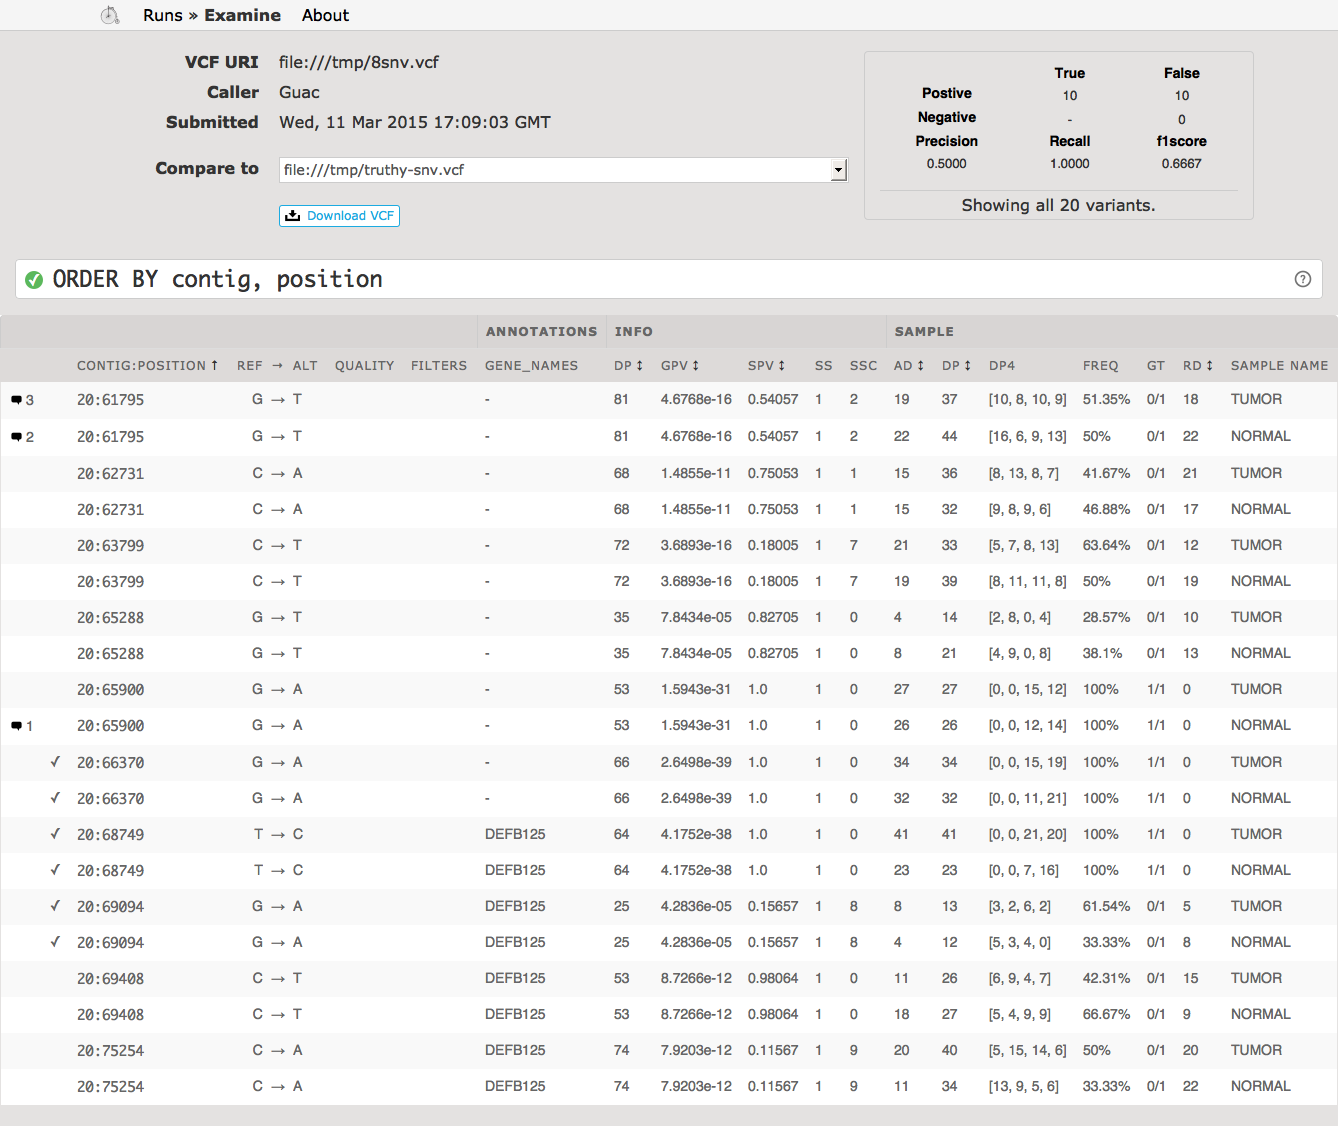 Runs » Examine About
VCF URI file:///tmp/8snv.vcf
Caller Guac
Submitted Wed, 11 Mar 2015 17:09:03 GMT
Compare to file:///tmp/truthy-snv.vcf
Download VCF
True False
Postive 10 10
Negative - 0
Precision Recall f1score
0.5000 1.0000 0.6667
Showing all 20 variants.
ORDER BY contig, position ?
ANNOTATIONS INFO SAMPLE
CONTIG:POSITION ↑ REF → ALT QUALITY FILTERS GENE_NAMES DP ↕ GPV ↕ SPV ↕ SS SSC AD ↕ DP ↕ DP4 FREQ GT RD ↕ SAMPLE NAME
3 20:61795 G → T - 81 4.6768e-16 0.54057 1 2 19 37 [10, 8, 10, 9] 51.35% 0/1 18 TUMOR
2 20:61795 G → T - 81 4.6768e-16 0.54057 1 2 22 44 [16, 6, 9, 13] 50% 0/1 22 NORMAL
20:62731 C → A - 68 1.4855e-11 0.75053 1 1 15 36 [8, 13, 8, 7] 41.67% 0/1 21 TUMOR
20:62731 C → A - 68 1.4855e-11 0.75053 1 1 15 32 [9, 8, 9, 6] 46.88% 0/1 17 NORMAL
20:63799 C → T - 72 3.6893e-16 0.18005 1 7 21 33 [5, 7, 8, 13] 63.64% 0/1 12 TUMOR
20:63799 C → T - 72 3.6893e-16 0.18005 1 7 19 39 [8, 11, 11, 8] 50% 0/1 19 NORMAL
20:65288 G → T - 35 7.8434e-05 0.82705 1 0 4 14 [2, 8, 0, 4] 28.57% 0/1 10 TUMOR
20:65288 G → T - 35 7.8434e-05 0.82705 1 0 8 21 [4, 9, 0, 8] 38.1% 0/1 13 NORMAL
20:65900 G → A - 53 1.5943e-31 1.0 1 0 27 27 [0, 0, 15, 12] 100% 1/1 0 TUMOR
1 20:65900 G → A - 53 1.5943e-31 1.0 1 0 26 26 [0, 0, 12, 14] 100% 1/1 0 NORMAL
✓ 20:66370 G → A - 66 2.6498e-39 1.0 1 0 34 34 [0, 0, 15, 19] 100% 1/1 0 TUMOR
✓ 20:66370 G → A - 66 2.6498e-39 1.0 1 0 32 32 [0, 0, 11, 21] 100% 1/1 0 NORMAL
✓ 20:68749 T → C DEFB125 64 4.1752e-38 1.0 1 0 41 41 [0, 0, 21, 20] 100% 1/1 0 TUMOR
✓ 20:68749 T → C DEFB125 64 4.1752e-38 1.0 1 0 23 23 [0, 0, 7, 16] 100% 1/1 0 NORMAL
✓ 20:69094 G → A DEFB125 25 4.2836e-05 0.15657 1 8 8 13 [3, 2, 6, 2] 61.54% 0/1 5 TUMOR
✓ 20:69094 G → A DEFB125 25 4.2836e-05 0.15657 1 8 4 12 [5, 3, 4, 0] 33.33% 0/1 8 NORMAL
20:69408 C → T DEFB125 53 8.7266e-12 0.98064 1 0 11 26 [6, 9, 4, 7] 42.31% 0/1 15 TUMOR
20:69408 C → T DEFB125 53 8.7266e-12 0.98064 1 0 18 27 [5, 4, 9, 9] 66.67% 0/1 9 NORMAL
20:75254 C → A DEFB125 74 7.9203e-12 0.11567 1 9 20 40 [5, 15, 14, 6] 50% 0/1 20 TUMOR
20:75254 C → A DEFB125 74 7.9203e-12 0.11567 1 9 11 34 [13, 9, 5, 6] 33.33% 0/1 22 NORMAL